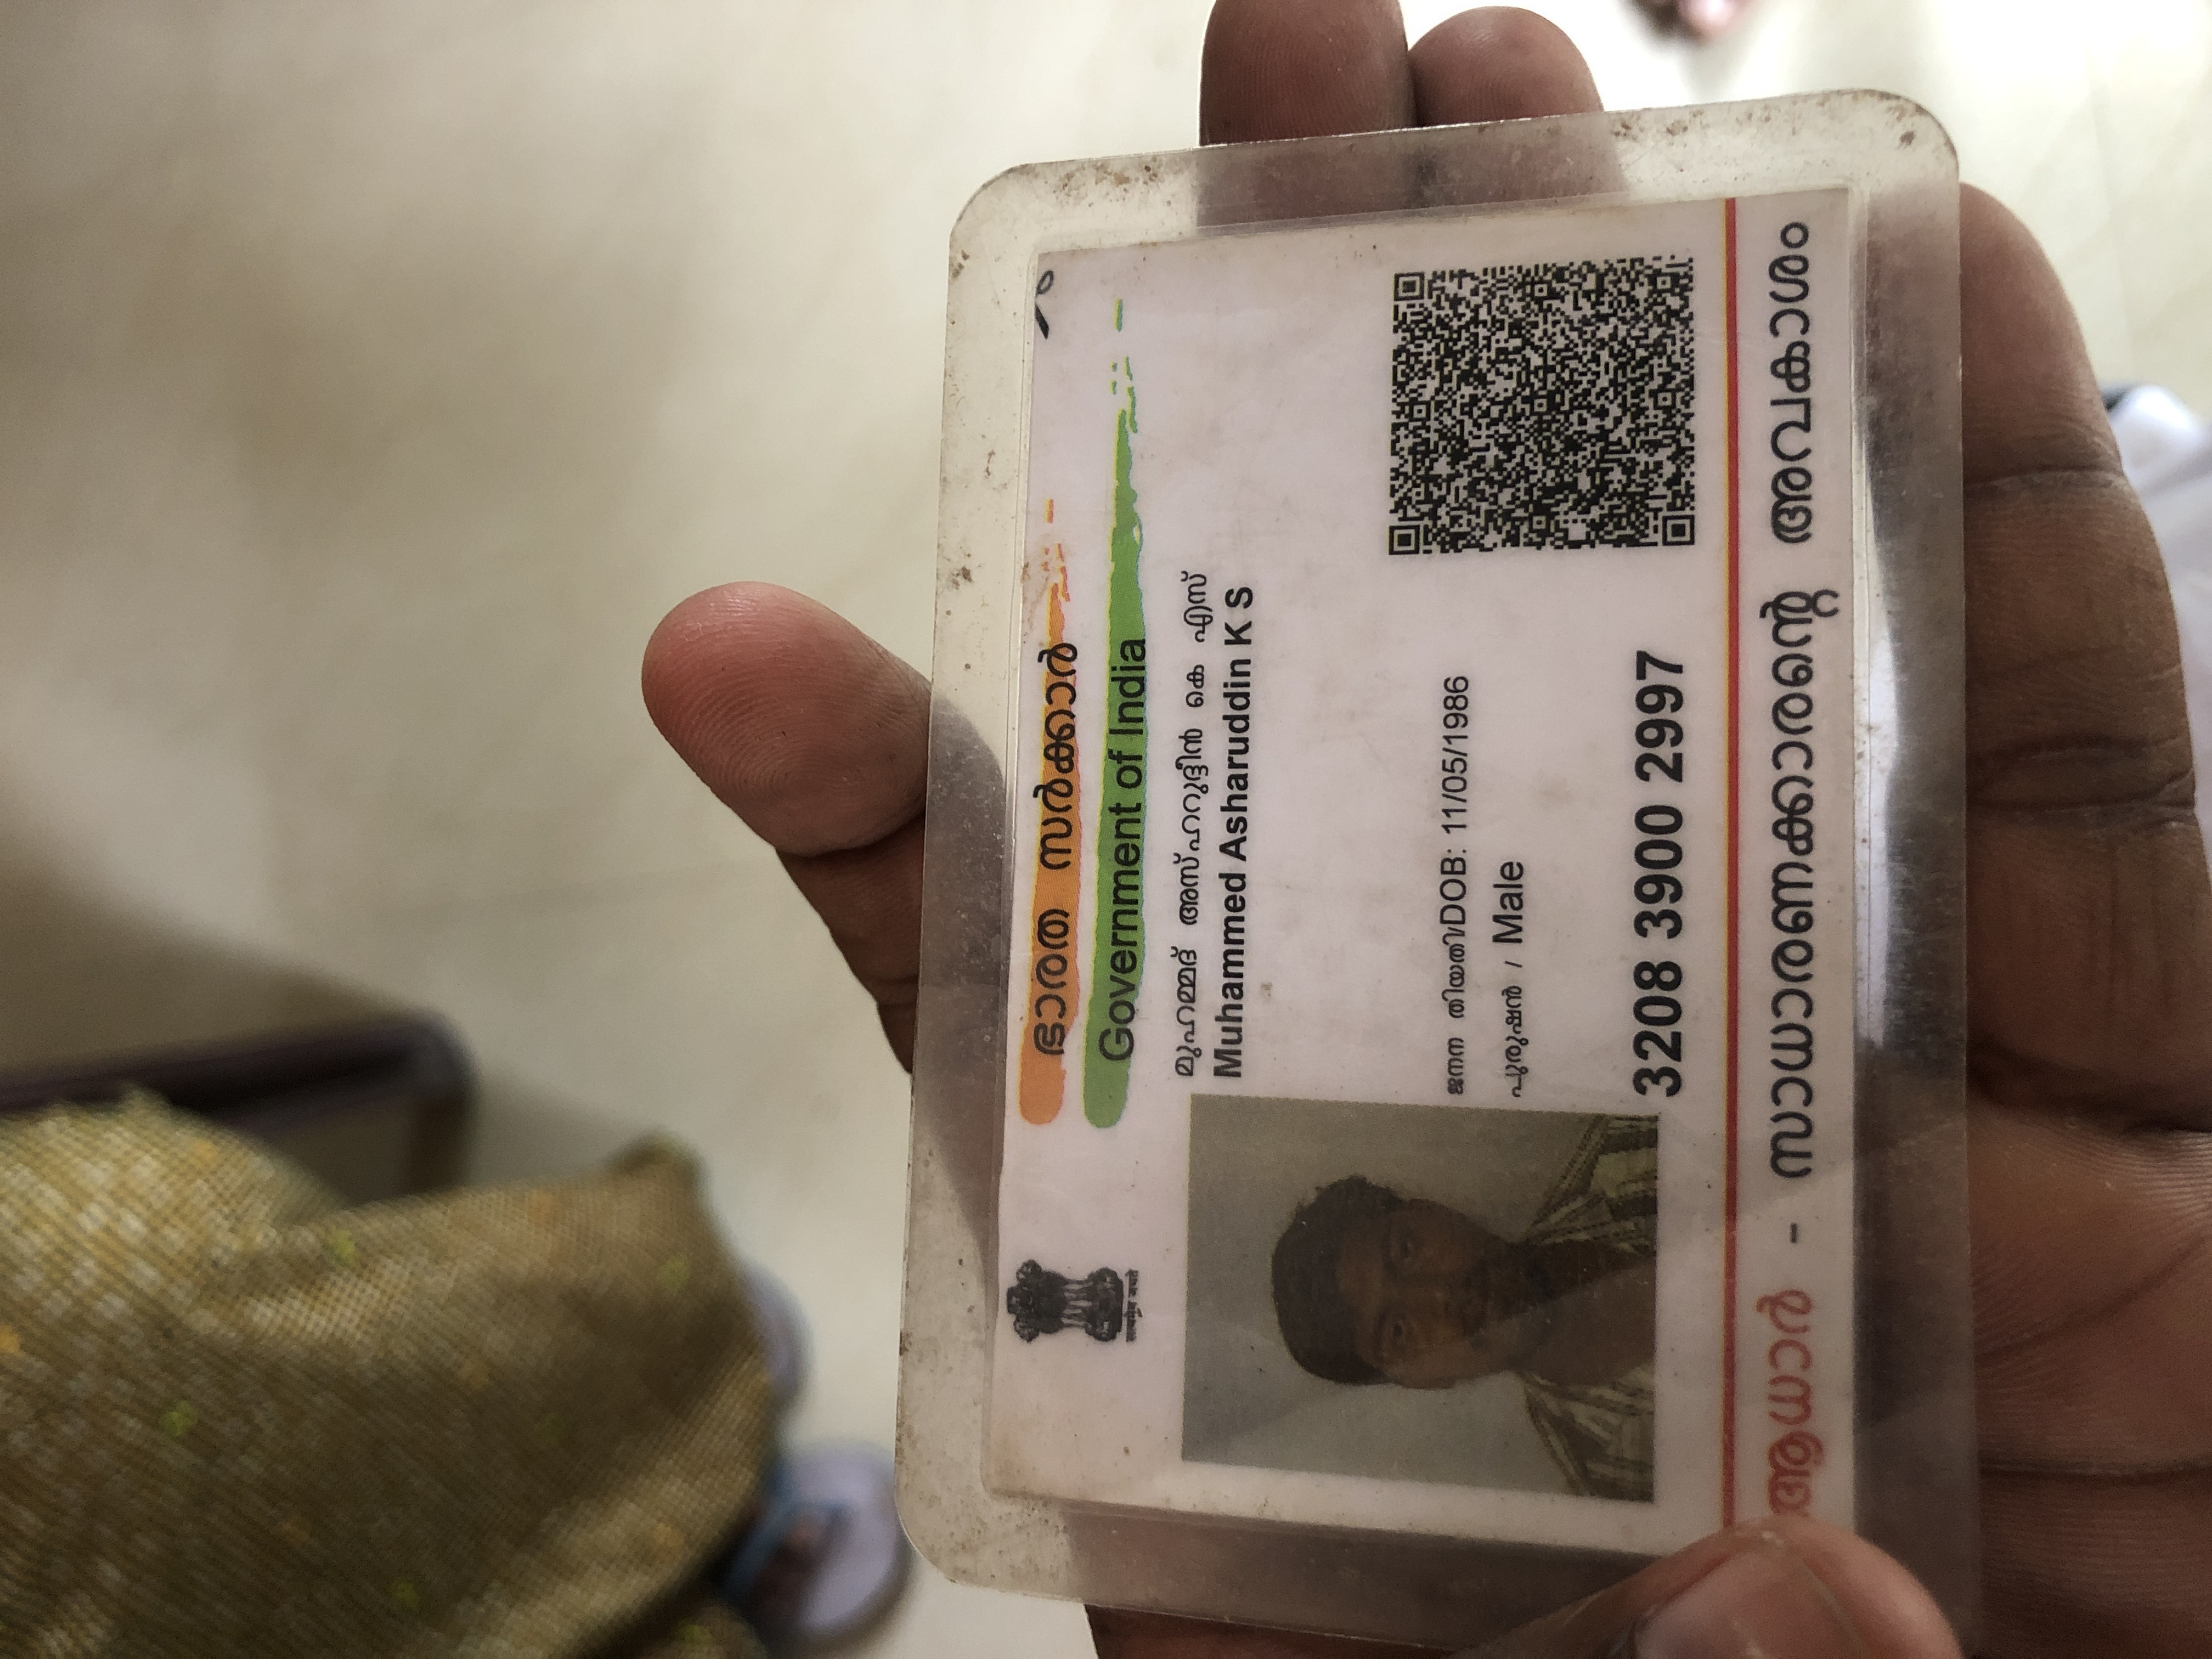 ഭാരത സർക്കാർ
Government of India
सत्यमेव जयते
മുഹമ്മദ് അസ്ഹറുദ്ദീൻ കെ എസ്
Muhammed Asharuddin K S
ജനന തിയതി/DOB: 11/05/1986
പുരുഷൻ / Male
3208 3900 2997
ആധാർ - സാധാരണക്കാരന്റെ അവകാശം